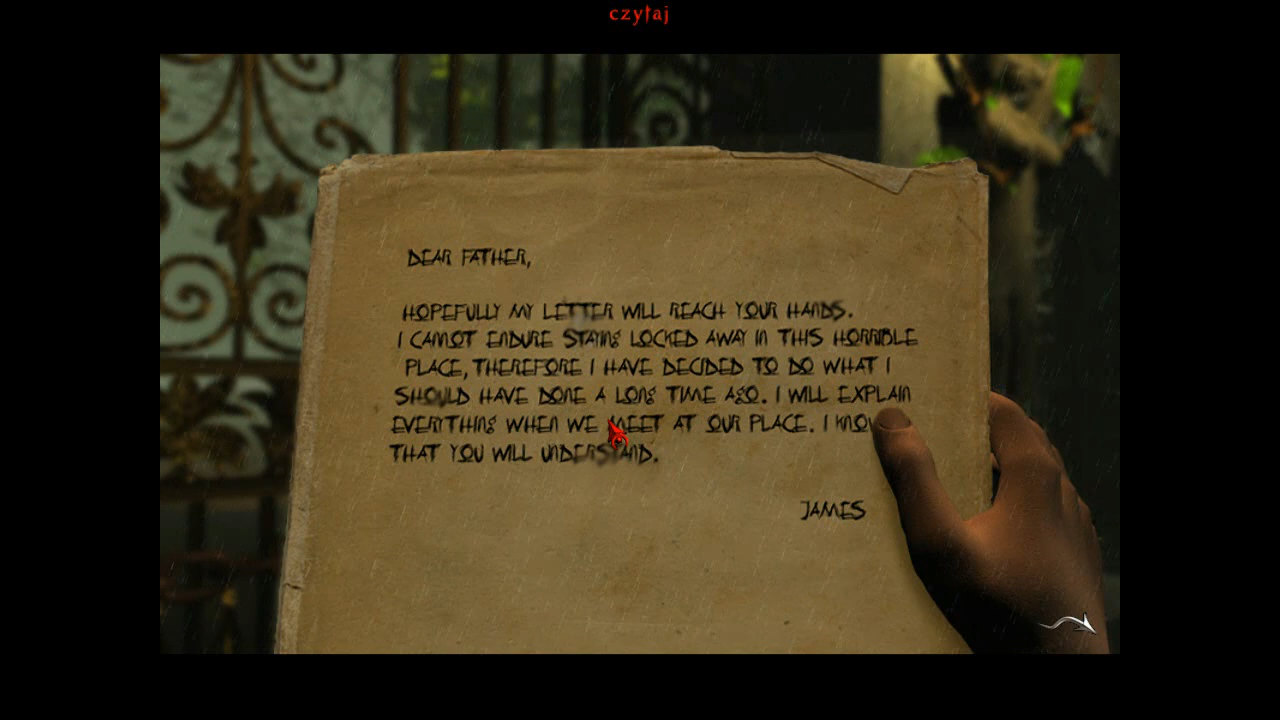 czytaj
DEAR FATHER,
HOPEFULLY MY LETTER WILL REACH YOUR HANDS.
I CANNOT ENDURE STAYING LOCKED AWAY IN THIS HORRIBLE
PLACE, THEREFORE I HAVE DECIDED TO DO WHAT I
SHOULD HAVE DONE A LONG TIME AGO. I WILL EXPLAIN
EVERYTHING WHEN WE MEET AT OUR PLACE. I KNOW
THAT YOU WILL UNDERSTAND.
JAMES